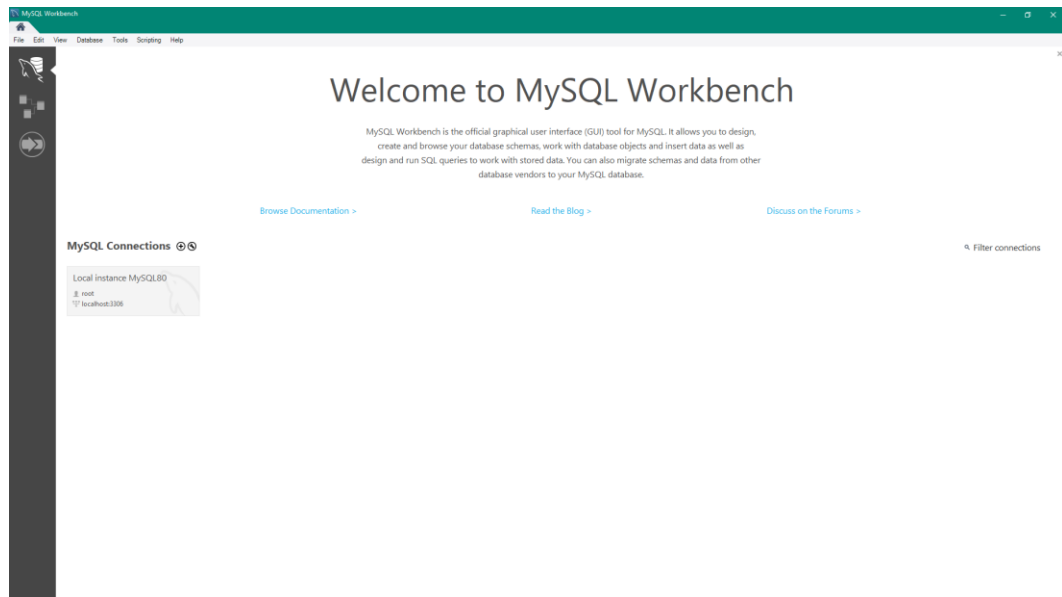 MySQL Workbench
File Edit View Database Tools Scripting Help
Welcome to MySQL Workbench
MySQL Workbench is the official graphical user interface (GUI) tool for MySQL. It allows you to design,
create and browse your database schemas, work with database objects and insert data as well as
design and run SQL queries to work with stored data. You can also migrate schemas and data from other
database vendors to your MySQL database.
Browse Documentation > Read the Blog > Discuss on the Forums >
MySQL Connections Filter connections
Local instance MySQL80
root
localhost:3306